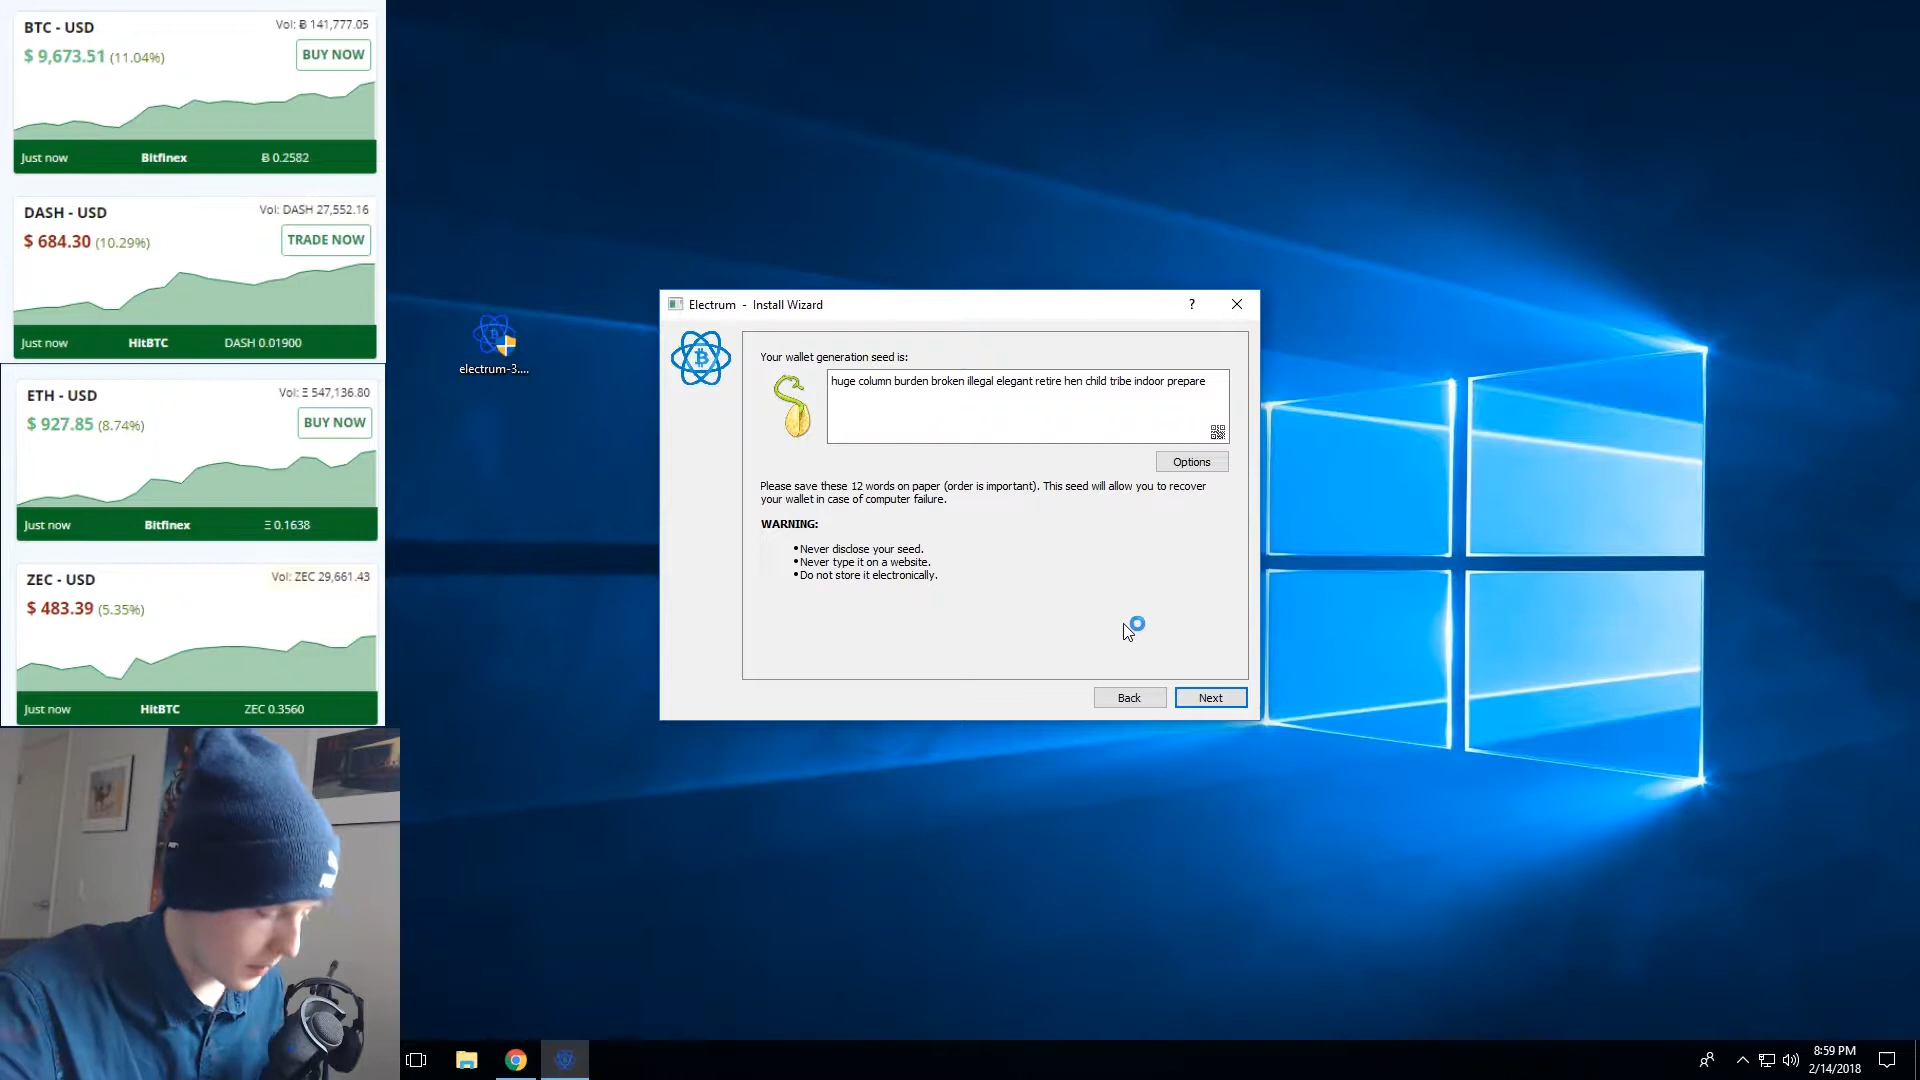 BTC - USD
Vol: Ƀ 141,777.05
$ 9,673.51 (11.04%)
BUY NOW
Just now Bitfinex Ƀ 0.2582
DASH - USD
Vol: DASH 27,552.16
$ 684.30 (10.29%)
TRADE NOW
Just now HitBTC DASH 0.01900
ETH - USD
Vol: Ξ 547,136.80
$ 927.85 (8.74%)
BUY NOW
Just now Bitfinex Ξ 0.1638
ZEC - USD
Vol: ZEC 29,661.43
$ 483.39 (5.35%)
Just now HitBTC ZEC 0.3560
electrum-3....
Electrum - Install Wizard
Your wallet generation seed is:
huge column burden broken illegal elegant retire hen child tribe indoor prepare
Options
Please save these 12 words on paper (order is important). This seed will allow you to recover
your wallet in case of computer failure.
WARNING:
•Never disclose your seed.
•Never type it on a website.
•Do not store it electronically.
Back
Next
8:59 PM
2/14/2018